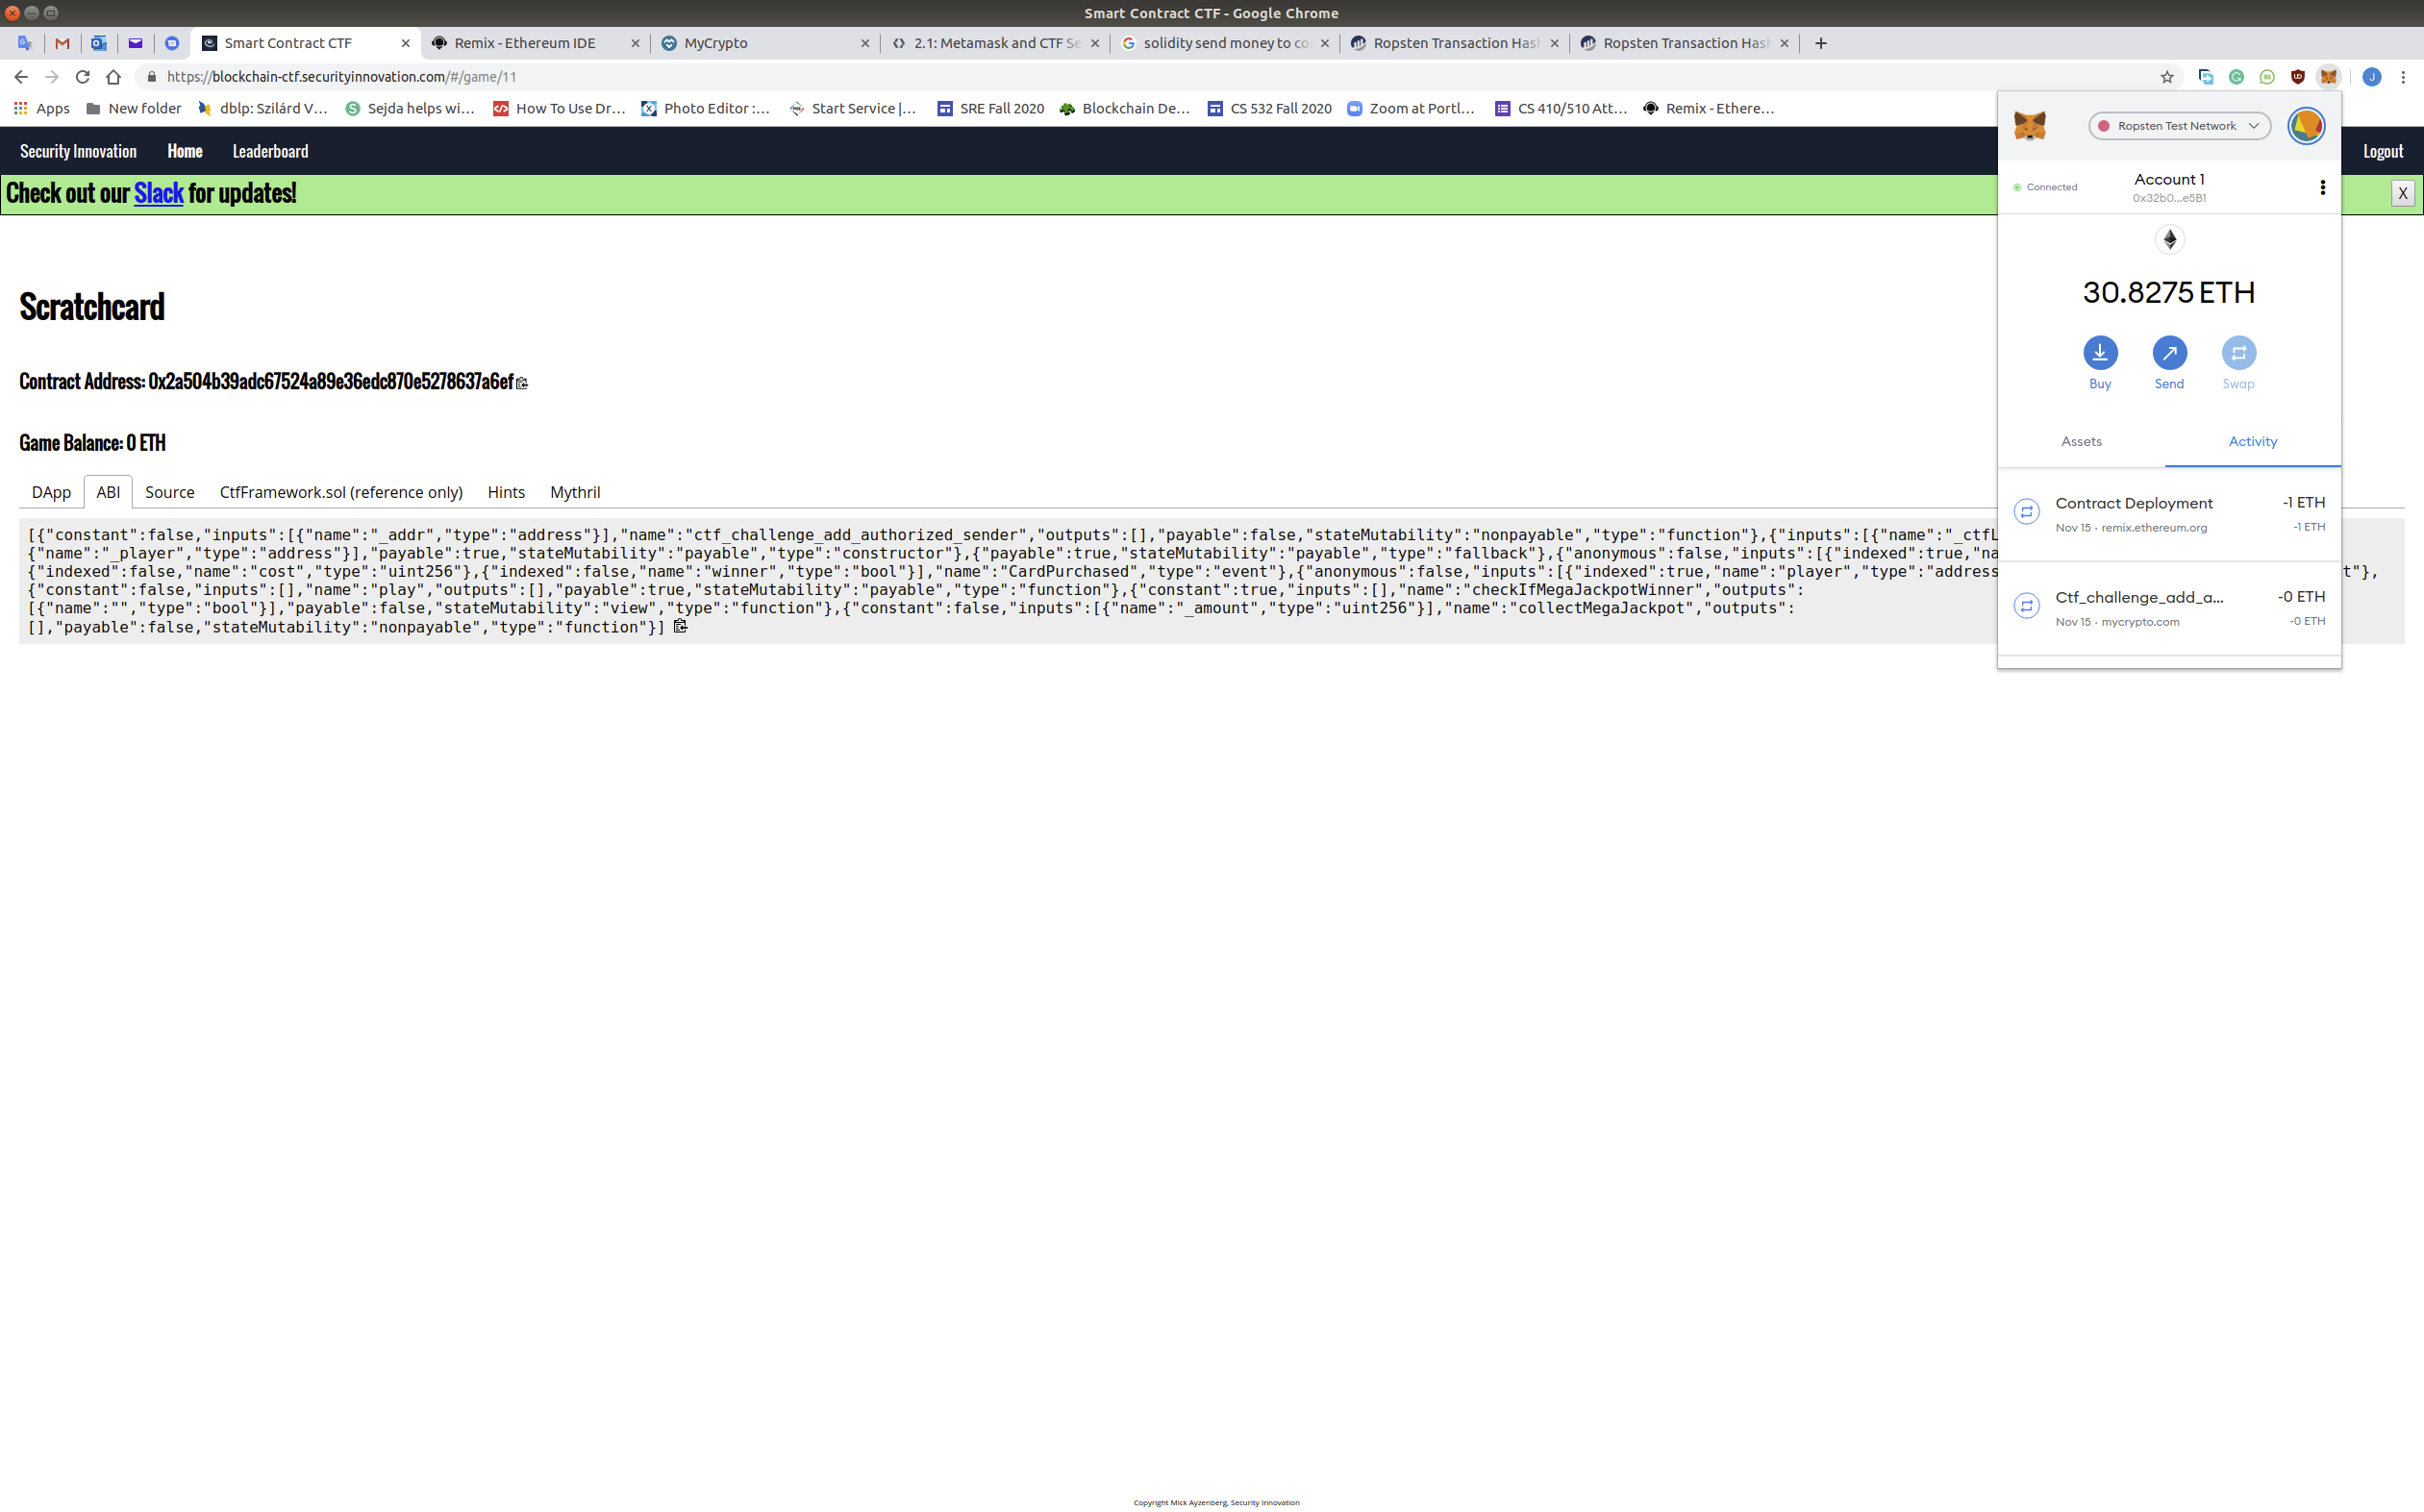 Smart Contract CTF - Google Chrome
Smart Contract CTF
Remix - Ethereum IDE
MyCrypto
2.1: Metamask and CTF Se
solidity send money to co
Ropsten Transaction Has
Ropsten Transaction Has
https://blockchain-ctf.securityinnovation.com/#/game/11
J
Apps
New folder
dblp: Szilárd V...
Sejda helps wi...
How To Use Dr...
Photo Editor :...
Start Service |...
SRE Fall 2020
Blockchain De...
CS 532 Fall 2020
Zoom at Portl...
CS 410/510 Att...
Remix - Ethere...
Security Innovation
Home
Leaderboard
Logout
Check out our Slack for updates!
X
Scratchcard
Contract Address: 0x2a504b39adc67524a89e36edc870e5278637a6ef
Game Balance: 0 ETH
DApp
ABI
Source
CtfFramework.sol (reference only)
Hints
Mythril
[{"constant":false,"inputs":[{"name":"_addr","type":"address"}],"name":"ctf_challenge_add_authorized_sender","outputs":[],"payable":false,"stateMutability":"nonpayable","type":"function"},{"inputs":[{"name":"_ctfL
{"name":"_player","type":"address"}],"payable":true,"stateMutability":"payable","type":"constructor"},{"payable":true,"stateMutability":"payable","type":"fallback"},{"anonymous":false,"inputs":[{"indexed":true,"na
{"indexed":false,"name":"cost","type":"uint256"},{"indexed":false,"name":"winner","type":"bool"}],"name":"CardPurchased","type":"event"},{"anonymous":false,"inputs":[{"indexed":true,"name":"player","type":"address t"},
{"constant":false,"inputs":[],"name":"play","outputs":[],"payable":true,"stateMutability":"payable","type":"function"},{"constant":true,"inputs":[],"name":"checkIfMegaJackpotWinner","outputs":
[{"name":"","type":"bool"}],"payable":false,"stateMutability":"view","type":"function"},{"constant":false,"inputs":[{"name":"_amount","type":"uint256"}],"name":"collectMegaJackpot","outputs":
[],"payable":false,"stateMutability":"nonpayable","type":"function"}]
Ropsten Test Network
Connected
Account 1
0x32b0...e5B1
30.8275 ETH
Buy
Send
Swap
Assets
Activity
Contract Deployment
-1 ETH
Nov 15 · remix.ethereum.org
-1 ETH
Ctf_challenge_add_a...
-0 ETH
Nov 15 · mycrypto.com
-0 ETH
Copyright Mick Ayzenberg, Security Innovation